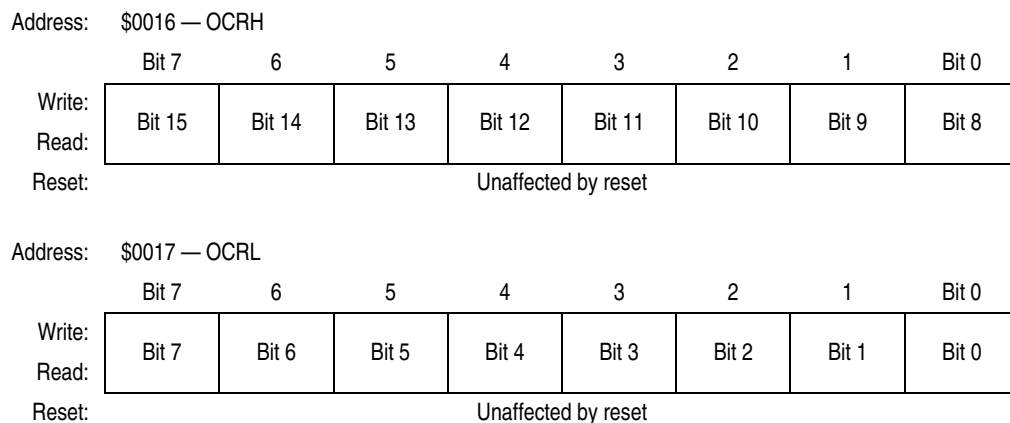 Address: $0016 — OCRH
Bit 7 6 5 4 3 2 1 Bit 0
Write:
Bit 15 Bit 14 Bit 13 Bit 12 Bit 11 Bit 10 Bit 9 Bit 8
Read:
Reset: Unaffected by reset
Address: $0017 — OCRL
Bit 7 6 5 4 3 2 1 Bit 0
Write:
Bit 7 Bit 6 Bit 5 Bit 4 Bit 3 Bit 2 Bit 1 Bit 0
Read:
Reset: Unaffected by reset